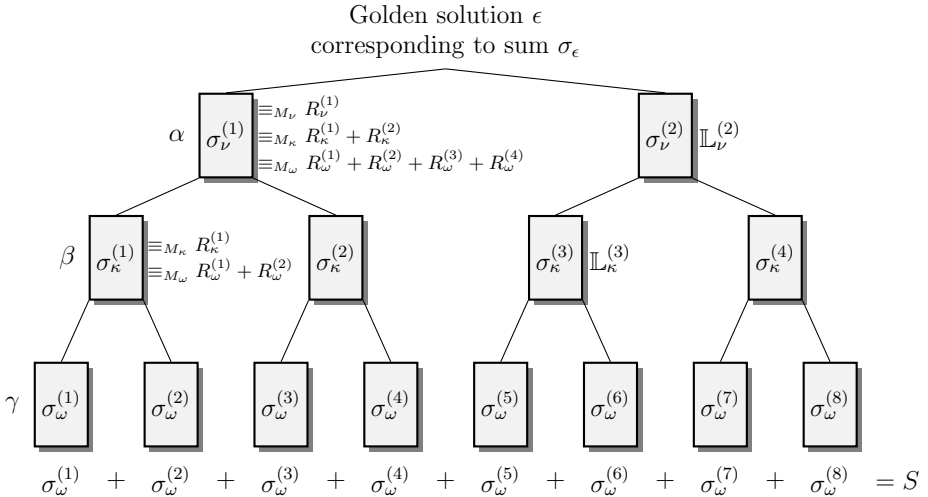 Golden solution ϵ
corresponding to sum σ_ϵ
α σ_ν^{(1)} ≡_{M_ν} R_ν^{(1)}
≡_{M_κ} R_κ^{(1)} + R_κ^{(2)}
≡_{M_ω} R_ω^{(1)} + R_ω^{(2)} + R_ω^{(3)} + R_ω^{(4)}
σ_ν^{(2)} 𝕃_ν^{(2)}
β σ_κ^{(1)} ≡_{M_κ} R_κ^{(1)}
≡_{M_ω} R_ω^{(1)} + R_ω^{(2)}
σ_κ^{(2)} σ_κ^{(3)} 𝕃_κ^{(3)} σ_κ^{(4)}
γ σ_ω^{(1)} σ_ω^{(2)} σ_ω^{(3)} σ_ω^{(4)} σ_ω^{(5)} σ_ω^{(6)} σ_ω^{(7)} σ_ω^{(8)}
σ_ω^{(1)} + σ_ω^{(2)} + σ_ω^{(3)} + σ_ω^{(4)} + σ_ω^{(5)} + σ_ω^{(6)} + σ_ω^{(7)} + σ_ω^{(8)} = S